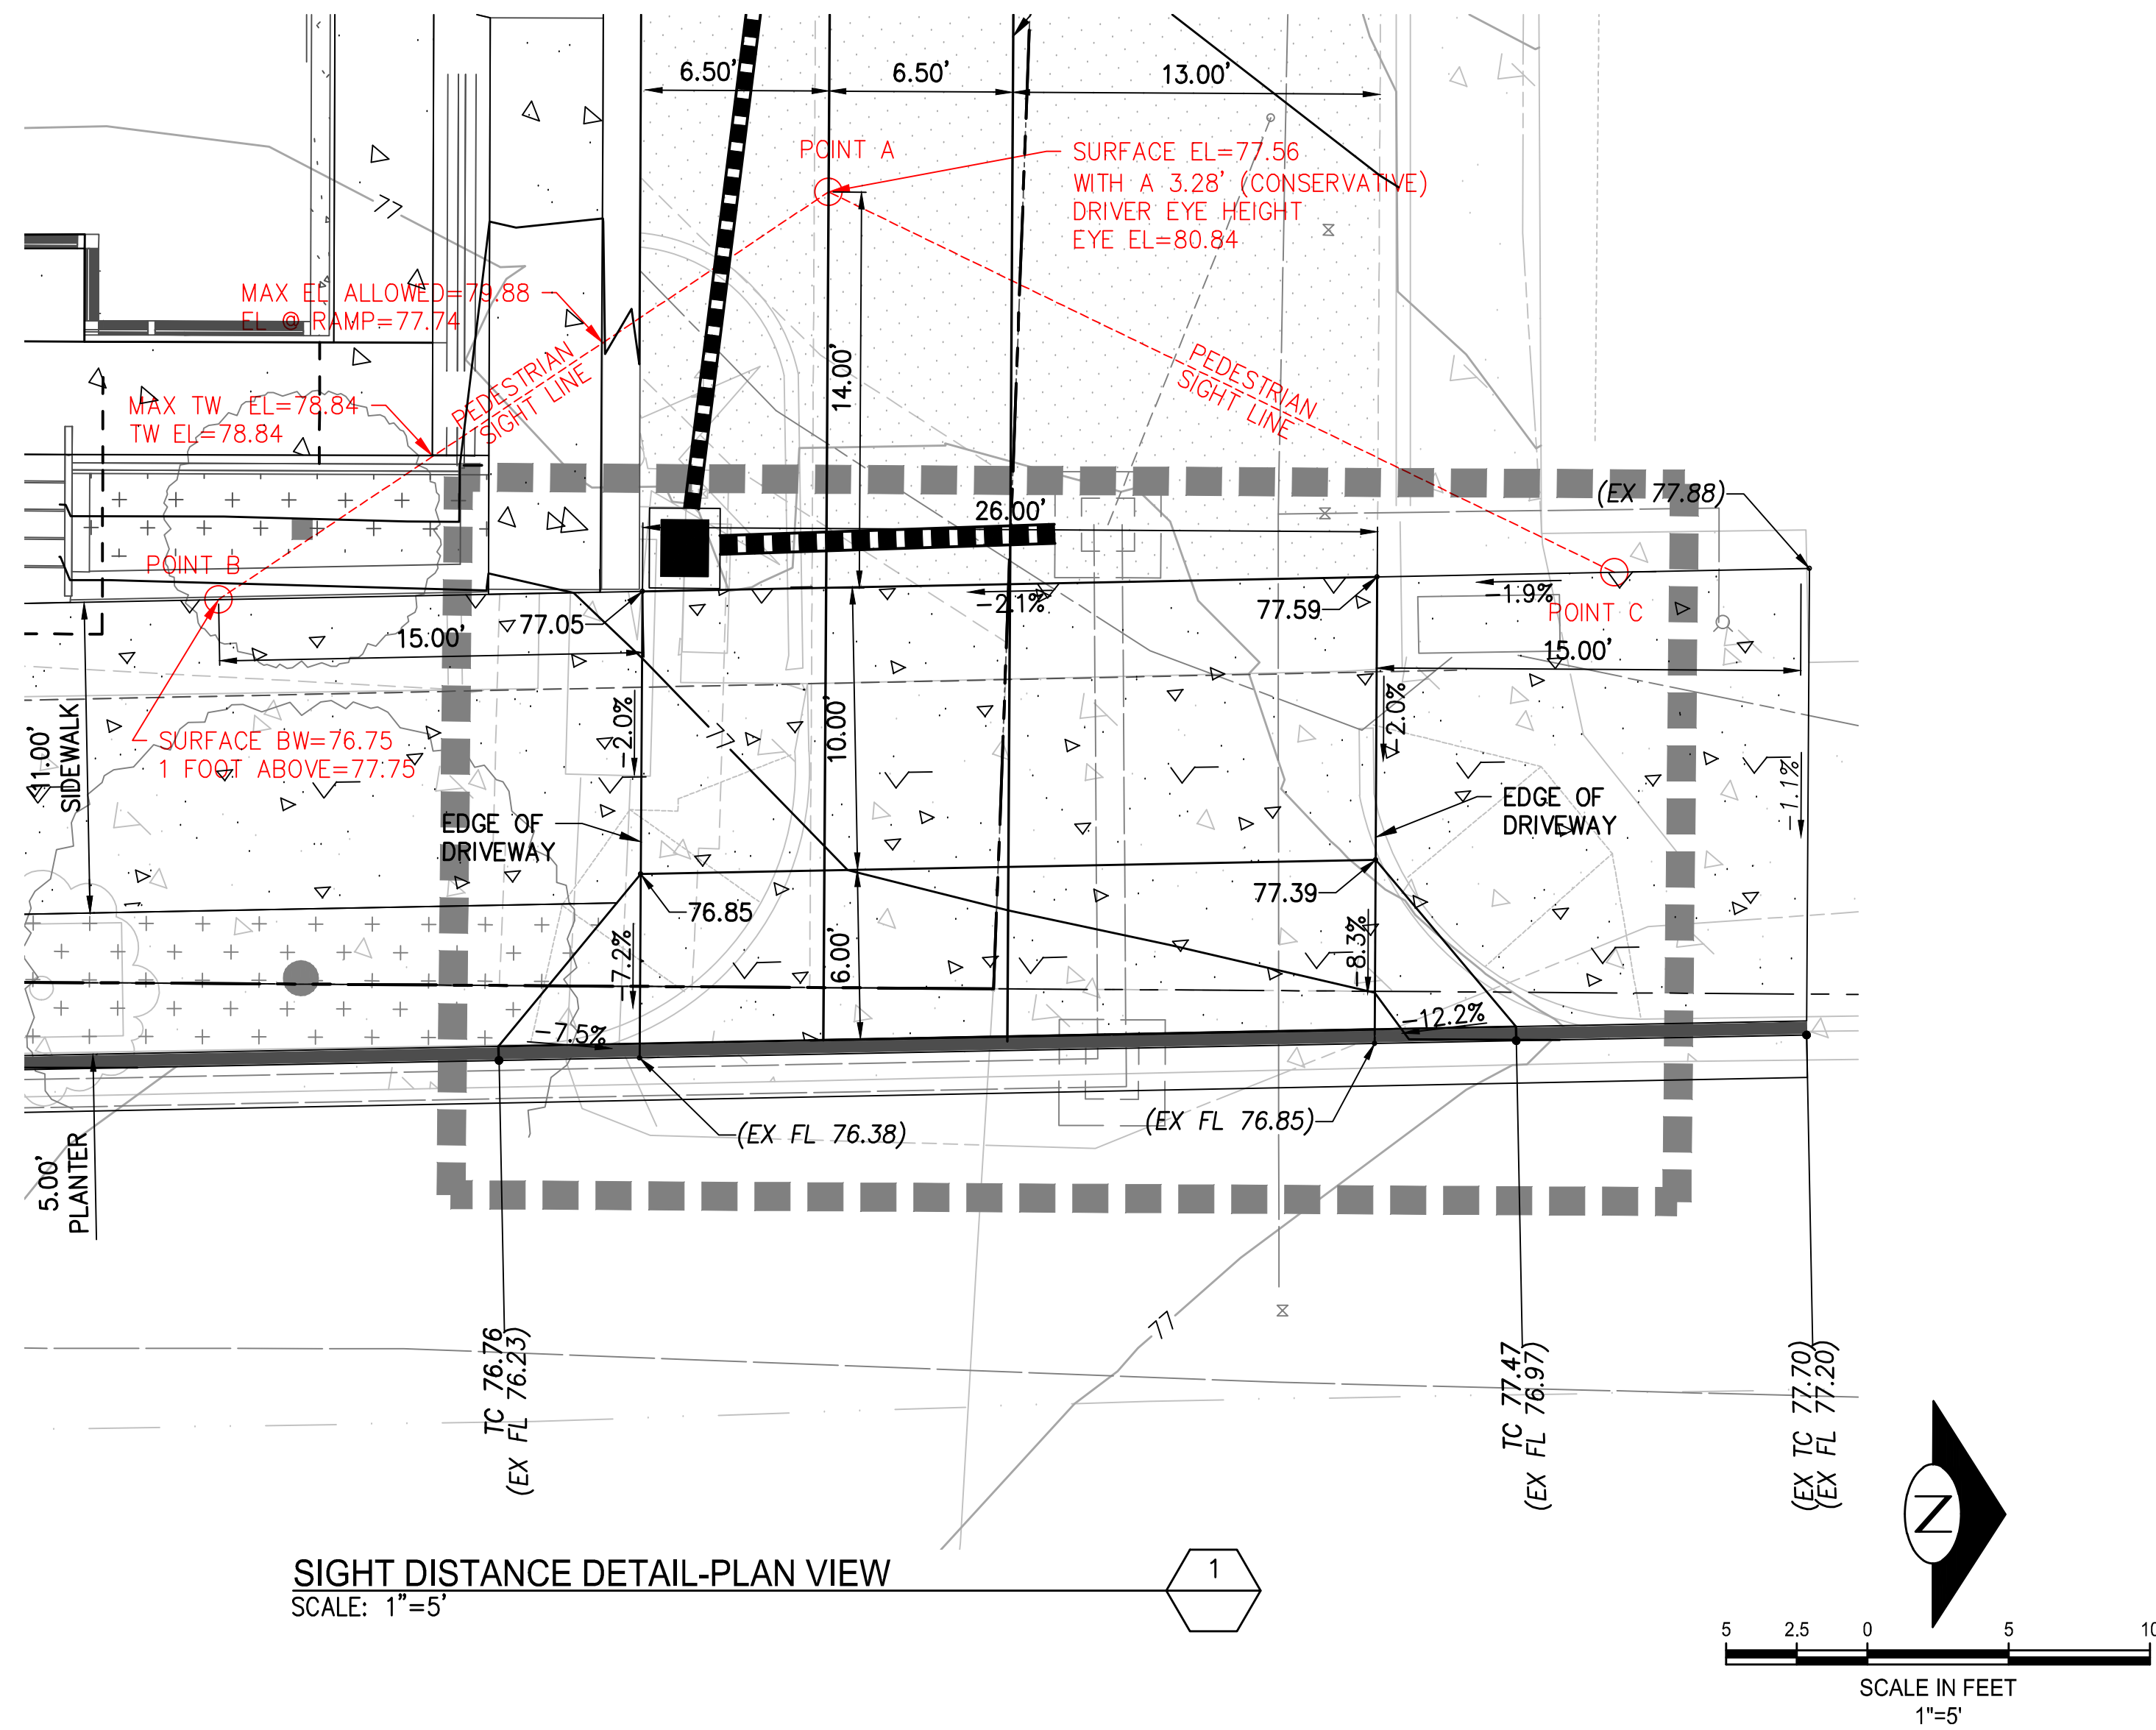 6.50'
6.50'
13.00'
POINT A
SURFACE EL=77.56
WITH A 3.28' (CONSERVATIVE)
DRIVER EYE HEIGHT
EYE EL=80.84
77
MAX EL ALLOWED=79.88
EL @ RAMP=77.74
PEDESTRIAN
SIGHT LINE
PEDESTRIAN
SIGHT LINE
14.00'
MAX TW EL=78.84
TW EL=78.84
(EX 77.88)
26.00'
POINT B
-2.1%
77.59
-1.9%
POINT C
77.05
15.00'
15.00'
-2.0%
10.00'
-2.0%
77
11.00'
SIDEWALK
SURFACE BW=76.75
1 FOOT ABOVE=77.75
-1.1%
EDGE OF
DRIVEWAY
EDGE OF
DRIVEWAY
76.85
77.39
-7.2%
6.00'
-8.3%
-7.5%
-12.2%
(EX FL 76.38)
(EX FL 76.85)
5.00'
PLANTER
77
TC 76.76
(EX FL 76.23)
TC 77.47
(EX FL 76.97)
(EX TC 77.70)
(EX FL 77.20)
N
SIGHT DISTANCE DETAIL-PLAN VIEW
1
SCALE: 1"=5'
5 2.5 0 5 10
SCALE IN FEET
1"=5'